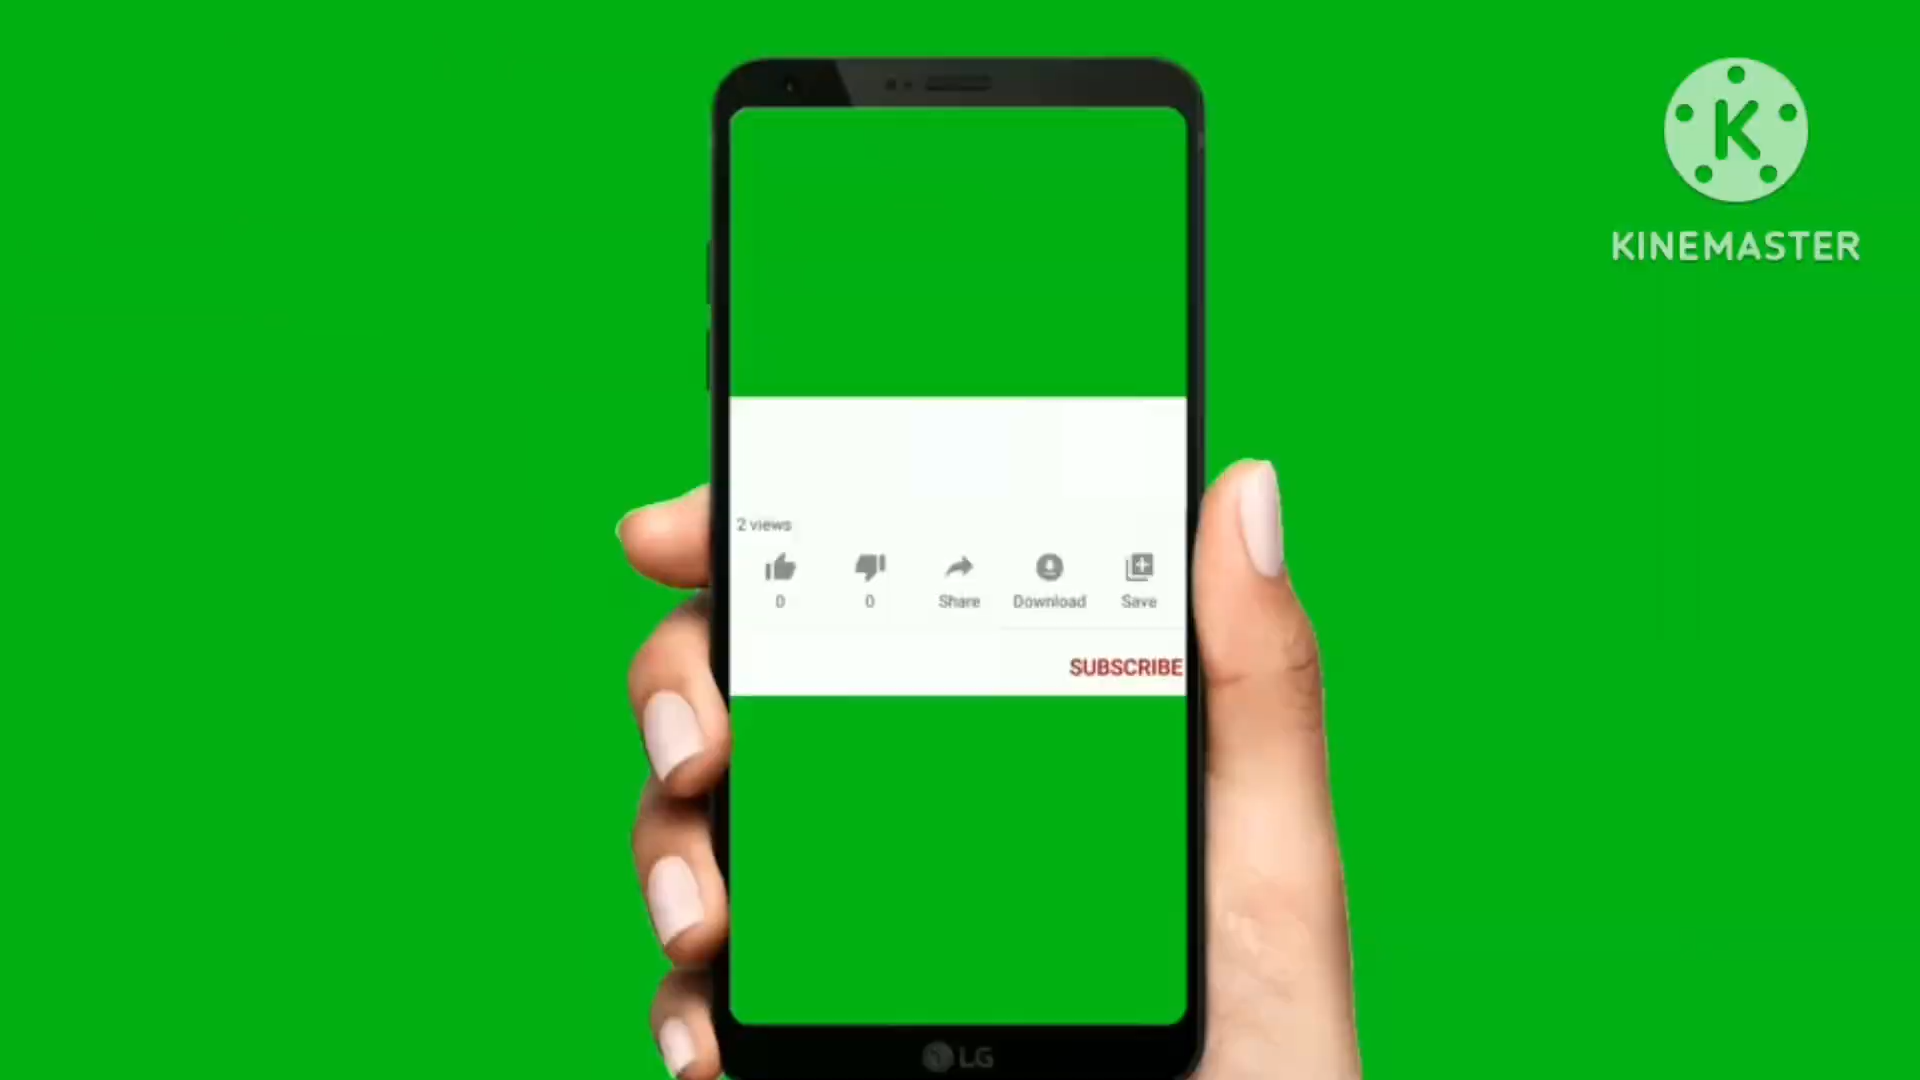 K
KINEMASTER
2 views
0 0 Share Download Save
SUBSCRIBE
LG